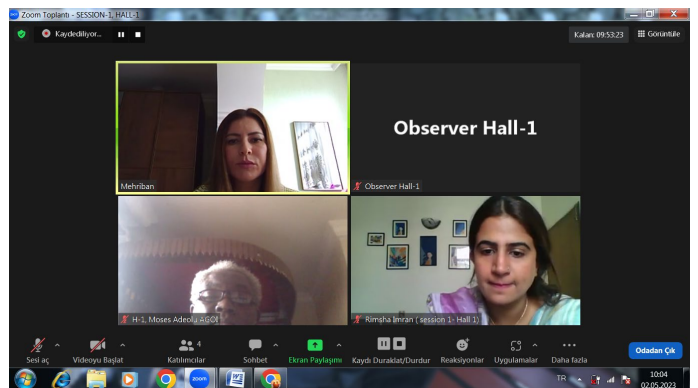 Zoom Toplantı - SESSION-1, HALL-1
Kaydediliyor...
Kalan: 09:53:23
Görüntüle
Mehriban
Observer Hall-1
Observer Hall-1
H-1, Moses Adeolu AGOI
Rimsha Imran ( session 1- Hall 1)
Sesi aç
Videoyu Başlat
4
Katılımcılar
Sohbet
Ekran Paylaşımı
Kaydı Duraklat/Durdur
Reaksiyonlar
Uygulamalar
Daha fazla
Odadan Çık
zoom
TR
10:04
02.05.2023